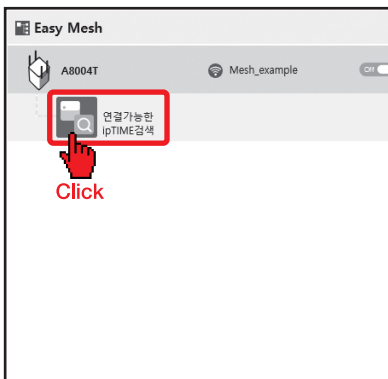 Easy Mesh
A8004T Mesh_example Off
연결가능한
ipTIME검색
Click